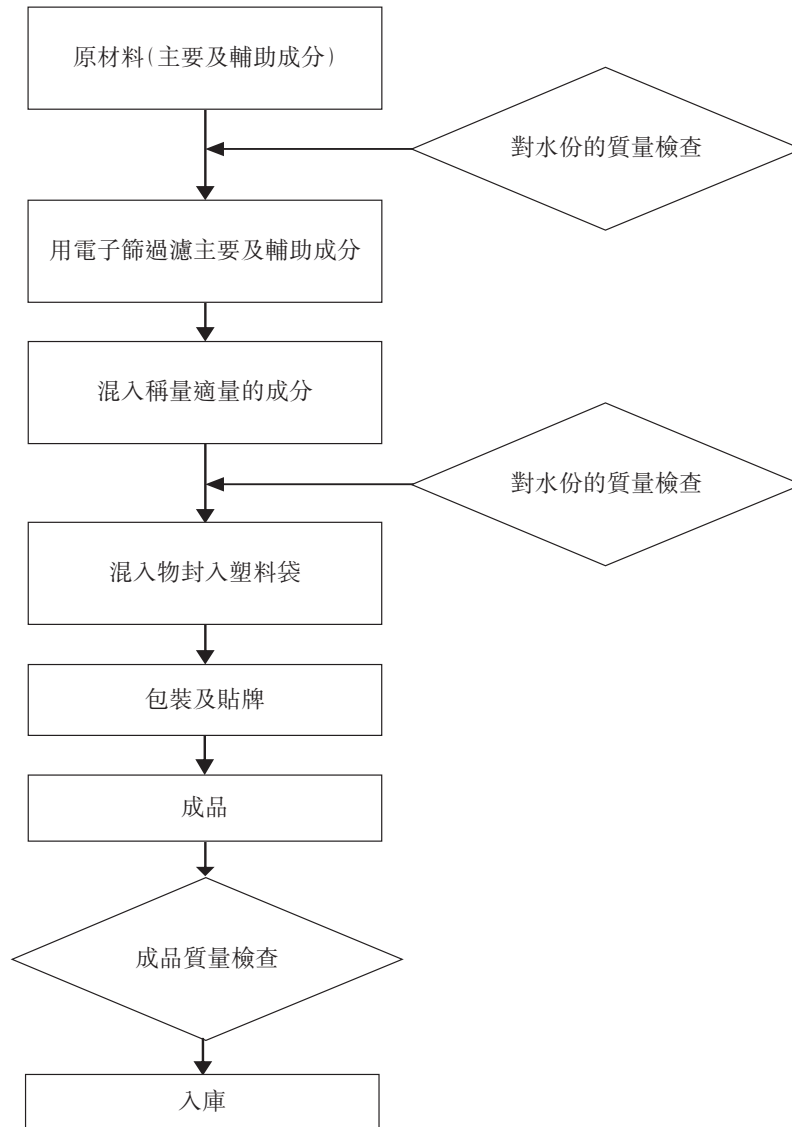 原材料(主要及輔助成分)
對水份的質量檢查
用電子篩過濾主要及輔助成分
混入稱量適量的成分
對水份的質量檢查
混入物封入塑料袋
包裝及貼牌
成品
成品質量檢查
入庫